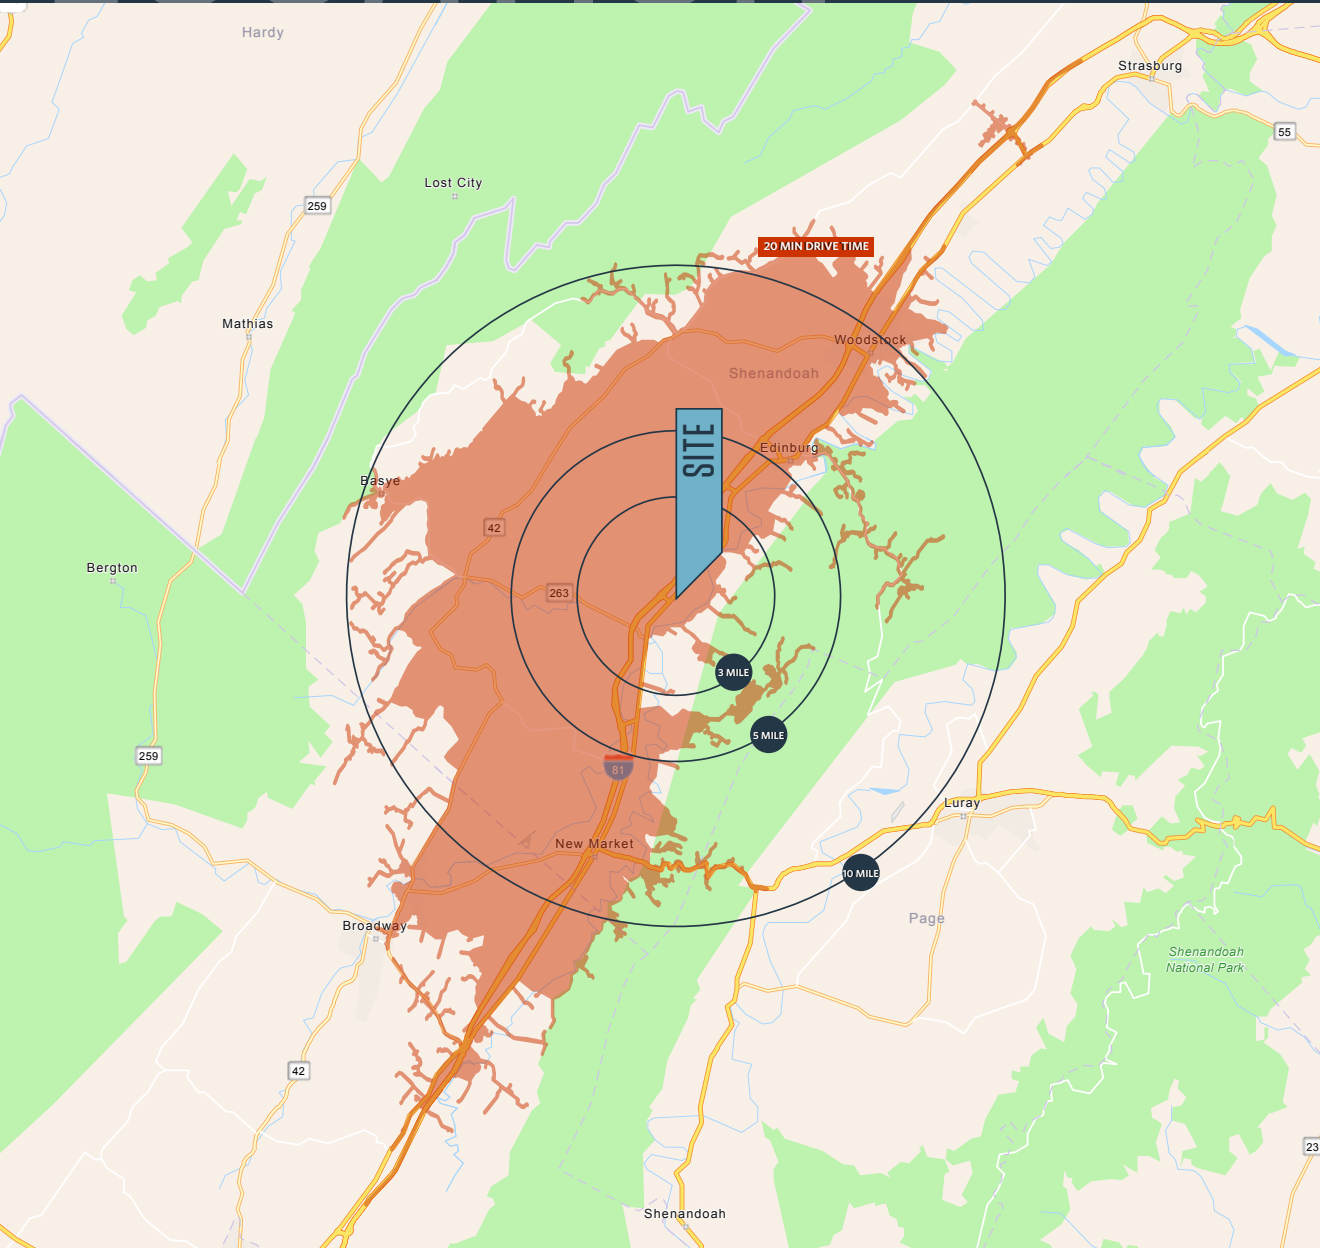 Hardy
Strasburg
55
Lost City
259
20 MIN DRIVE TIME
Mathias
Woodstock
Shenandoah
SITE
Edinburg
Basye
42
Bergton
263
3 MILE
5 MILE
259
81
Luray
New Market
10 MILE
Page
Broadway
Shenandoah
National Park
42
23
Shenandoah